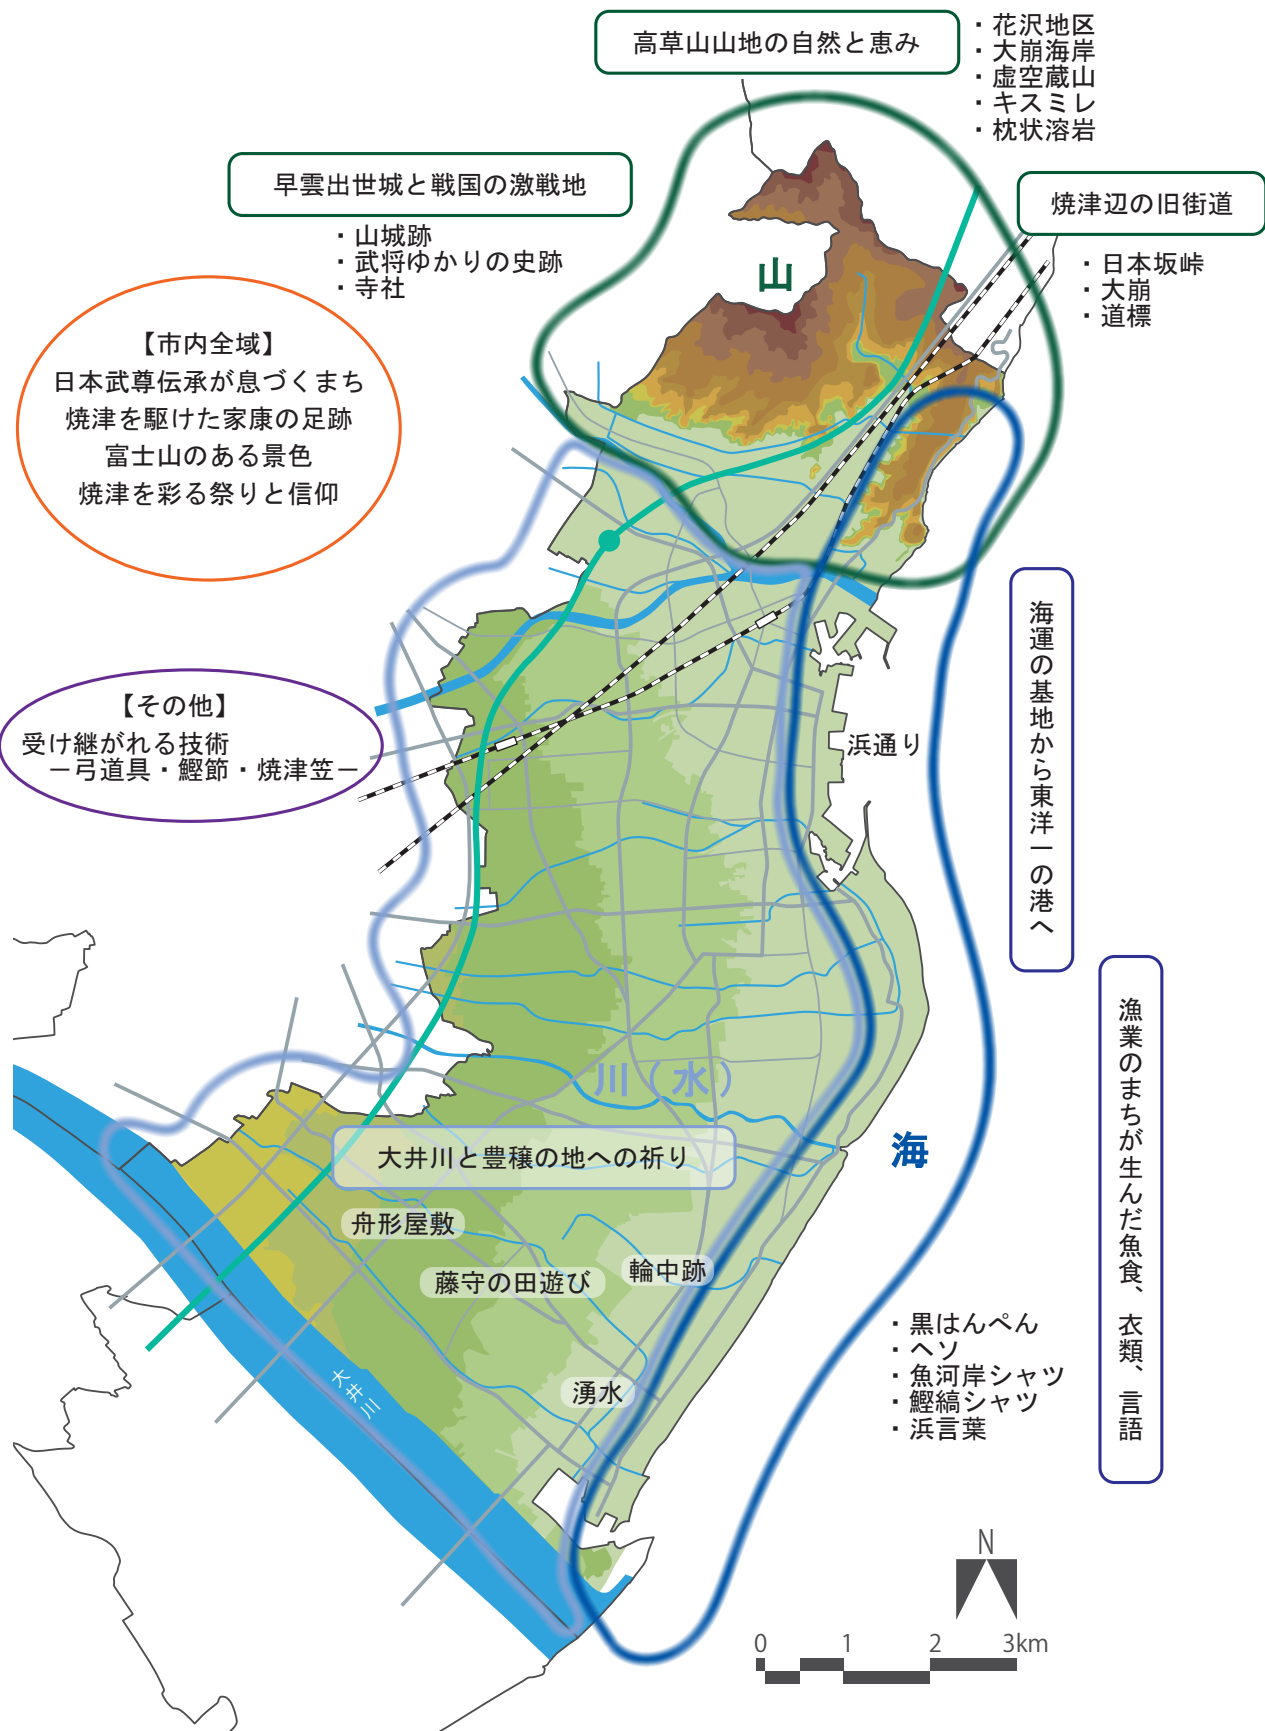 高草山山地の自然と恵み
・花沢地区
・大崩海岸
・虚空蔵山
・キスミレ
・枕状溶岩
早雲出世城と戦国の激戦地
・山城跡
・武将ゆかりの史跡
・寺社
焼津辺の旧街道
・日本坂峠
・大崩
・道標
山
【市内全域】
日本武尊伝承が息づくまち
焼津を駆けた家康の足跡
富士山のある景色
焼津を彩る祭りと信仰
【その他】
受け継がれる技術
－弓道具・鰹節・焼津笠－
海運の基地から東洋一の港へ
浜通り
漁業のまちが生んだ魚食、衣類、言語
川（水）
海
大井川と豊穣の地への祈り
舟形屋敷
藤守の田遊び
輪中跡
湧水
大井川
・黒はんぺん
・ヘソ
・魚河岸シャツ
・鰹縞シャツ
・浜言葉
N
0 1 2 3km